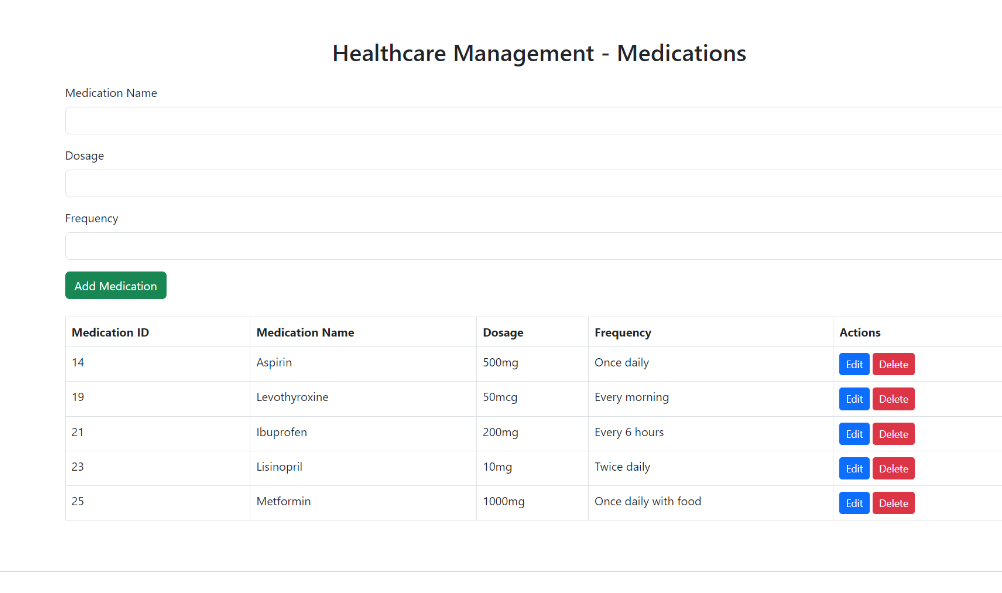 Healthcare Management - Medications
Medication Name
Dosage
Frequency
Add Medication
Medication ID Medication Name Dosage Frequency Actions
14 Aspirin 500mg Once daily Edit Delete
19 Levothyroxine 50mcg Every morning Edit Delete
21 Ibuprofen 200mg Every 6 hours Edit Delete
23 Lisinopril 10mg Twice daily Edit Delete
25 Metformin 1000mg Once daily with food Edit Delete